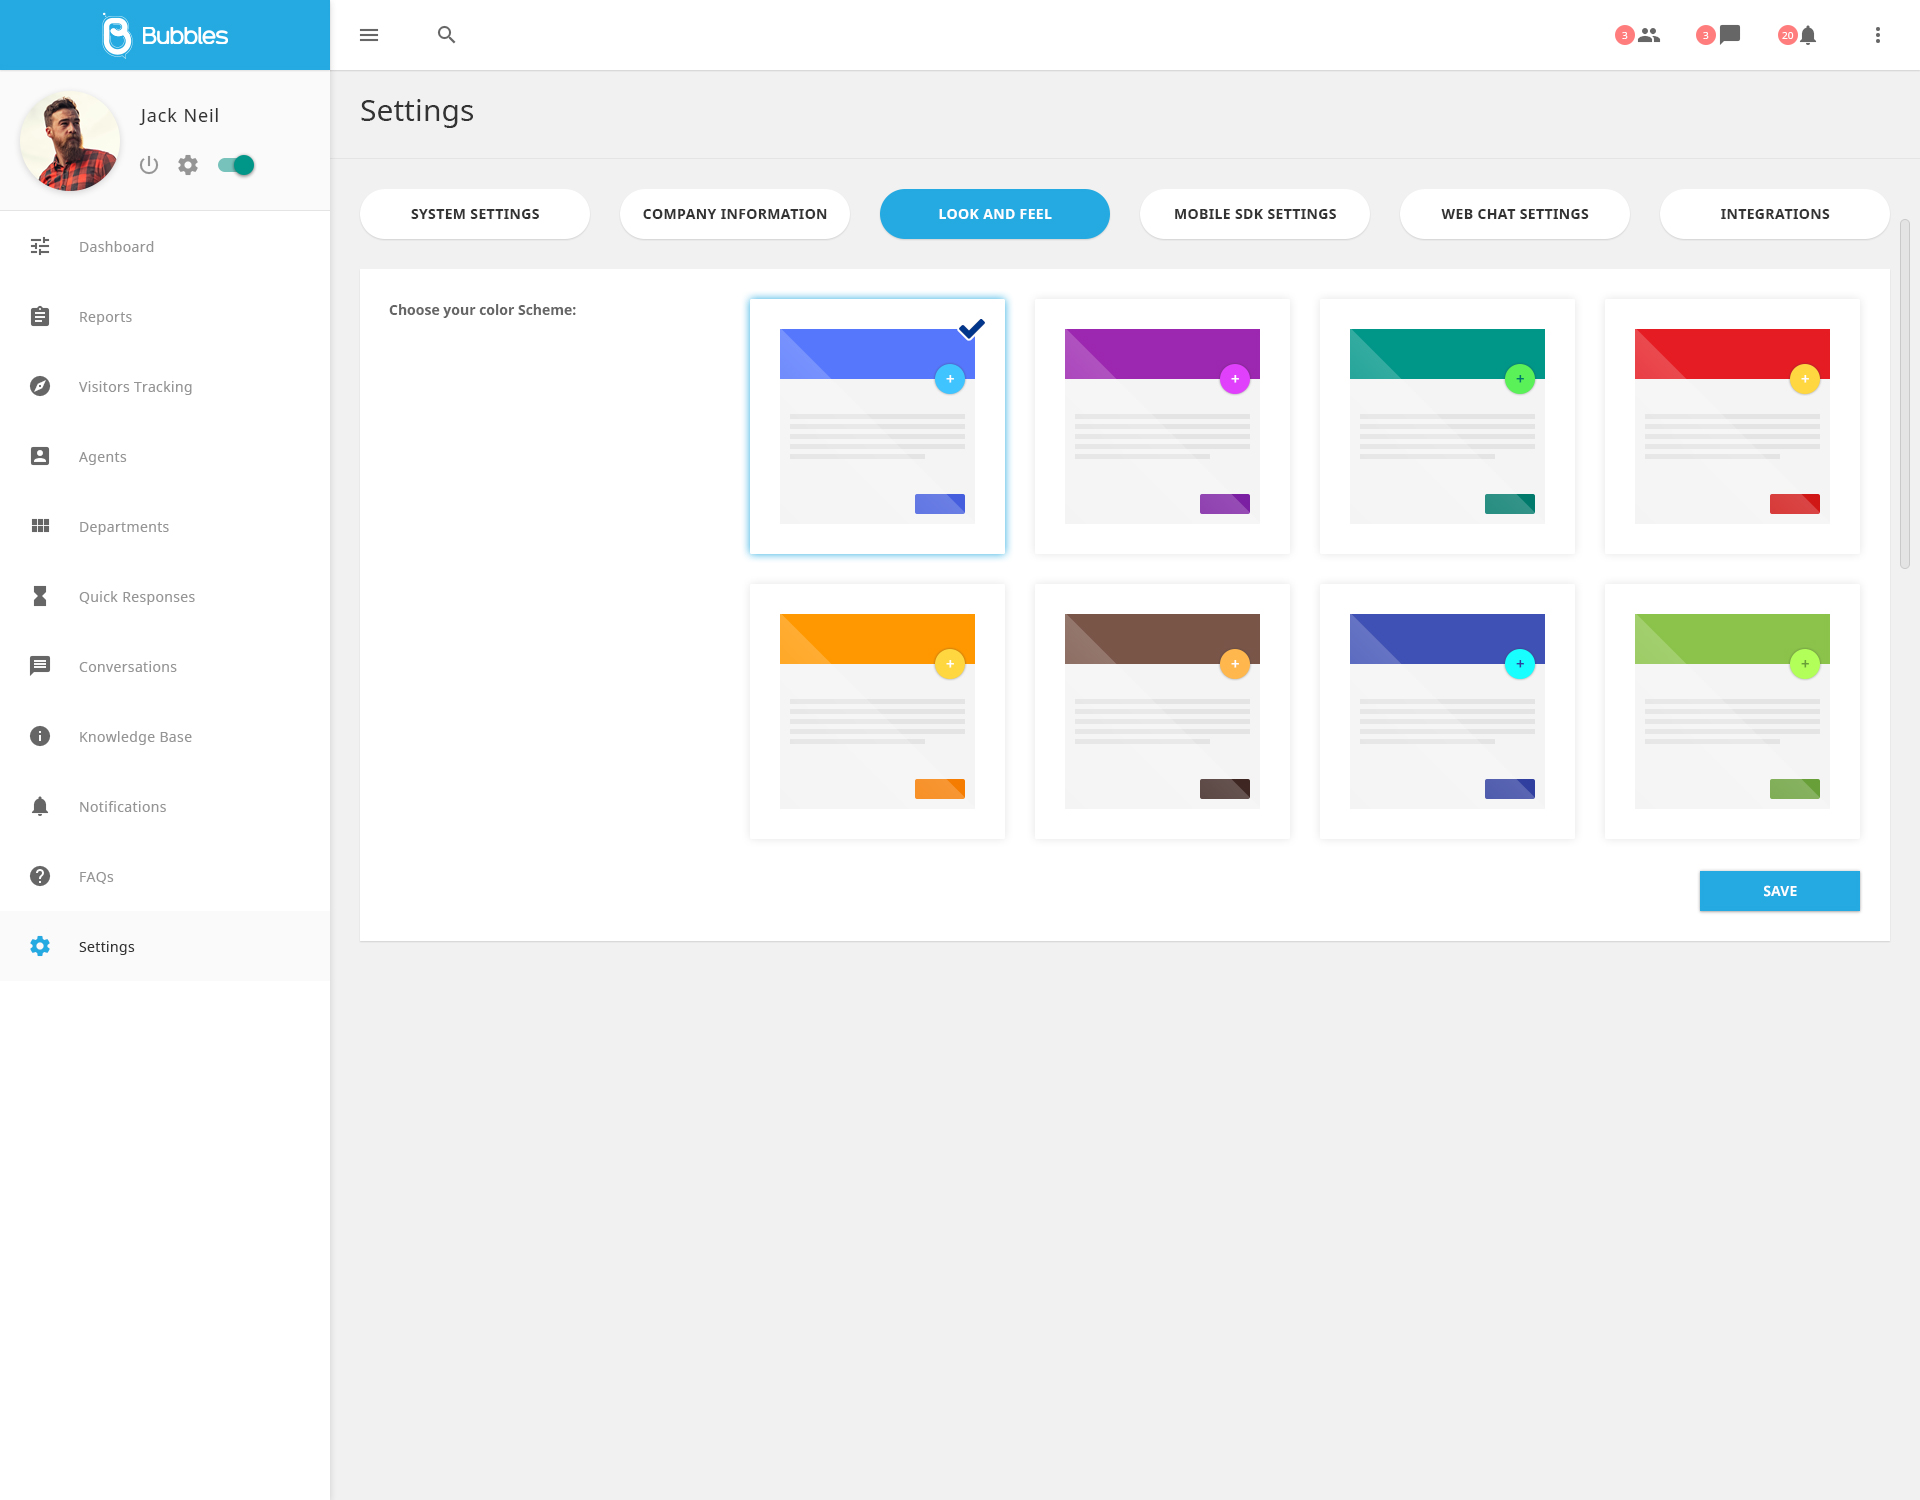 Bubbles
3
3
20
Jack Neil
Settings
SYSTEM SETTINGS
COMPANY INFORMATION
LOOK AND FEEL
MOBILE SDK SETTINGS
WEB CHAT SETTINGS
INTEGRATIONS
Dashboard
Reports
Visitors Tracking
Agents
Departments
Quick Responses
Conversations
Knowledge Base
Notifications
FAQs
Settings
Choose your color Scheme:
+
+
+
+
+
+
+
+
SAVE